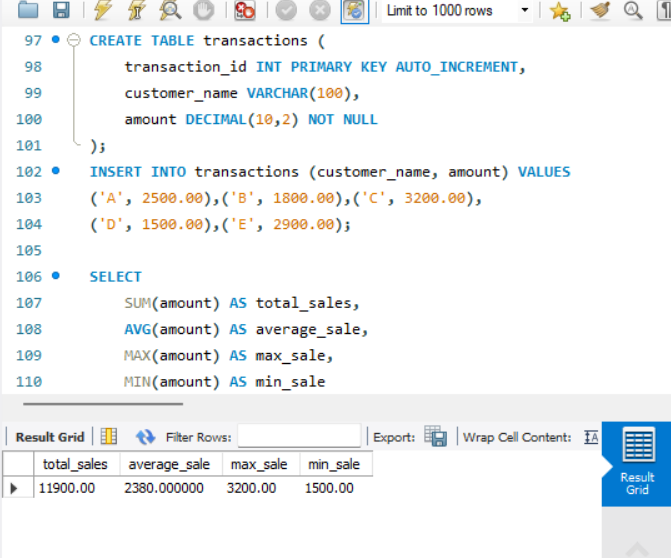 Limit to 1000 rows
97 CREATE TABLE transactions (
98 transaction_id INT PRIMARY KEY AUTO_INCREMENT,
99 customer_name VARCHAR(100),
100 amount DECIMAL(10,2) NOT NULL
101 );
102 INSERT INTO transactions (customer_name, amount) VALUES
103 ('A', 2500.00),('B', 1800.00),('C', 3200.00),
104 ('D', 1500.00),('E', 2900.00);
105
106 SELECT
107 SUM(amount) AS total_sales,
108 AVG(amount) AS average_sale,
109 MAX(amount) AS max_sale,
110 MIN(amount) AS min_sale
Result Grid Filter Rows: Export: Wrap Cell Content: IA
total_sales average_sale max_sale min_sale
11900.00 2380.000000 3200.00 1500.00
Result
Grid